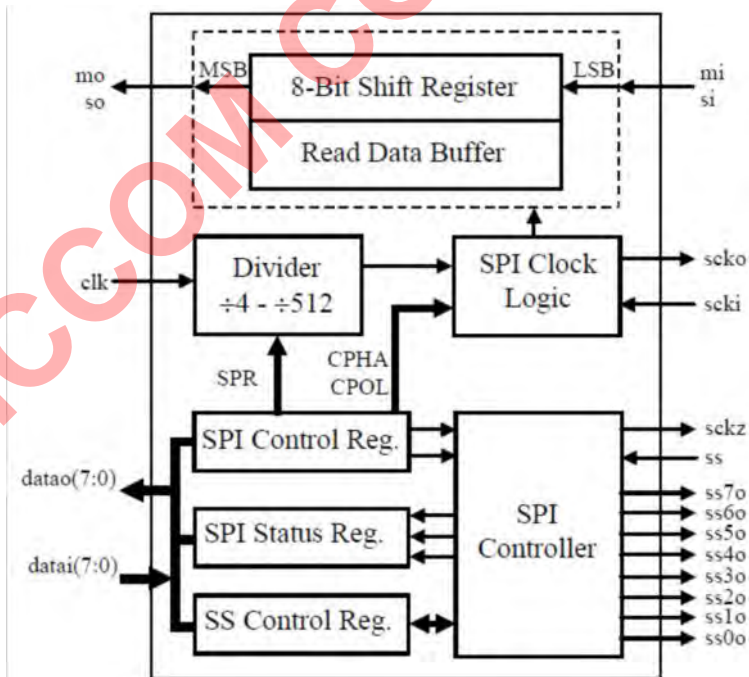 mo
so
MSB
8-Bit Shift Register
LSB
mi
si
Read Data Buffer
clk
Divider
÷4 - ÷512
SPI Clock
Logic
scko
scki
SPR
CPHA
CPOL
SPI Control Reg.
sckz
ss
datao(7:0)
SPI Status Reg.
datai(7:0)
SS Control Reg.
SPI
Controller
ss7o
ss6o
ss5o
ss4o
ss3o
ss2o
ss1o
ss0o